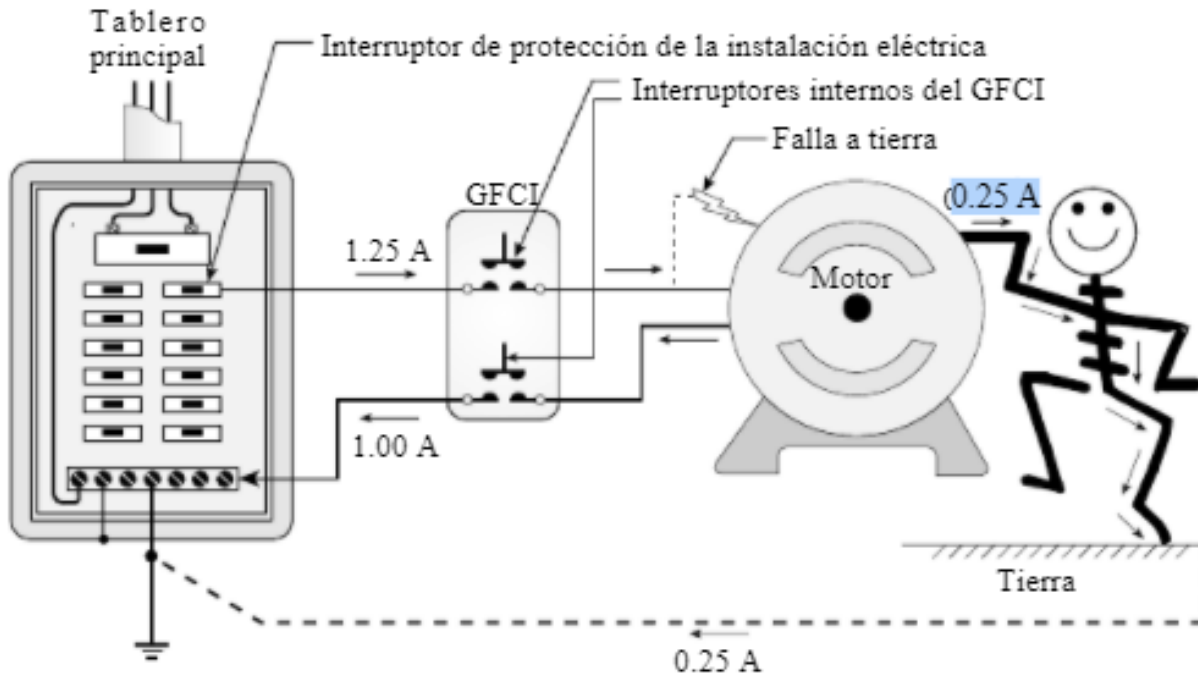 Tablero
principal
Interruptor de protección de la instalación eléctrica
Interruptores internos del GFCI
Falla a tierra
GFCI
(0.25 A
1.25 A
Motor
1.00 A
Tierra
0.25 A